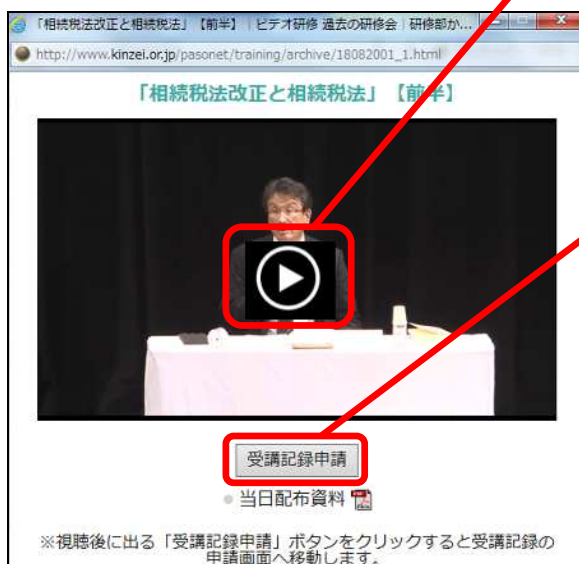 「相続税法改正と相続税法」【前半】 | ビデオ研修 過去の研修会 | 研修部か...
http://www.kinzei.or.jp/pasonet/training/archive/18082001_1.html
「相続税法改正と相続税法」【前半】
受講記録申請
当日配布資料
※視聴後に出る「受講記録申請」ボタンをクリックすると受講記録の
申請画面へ移動します。